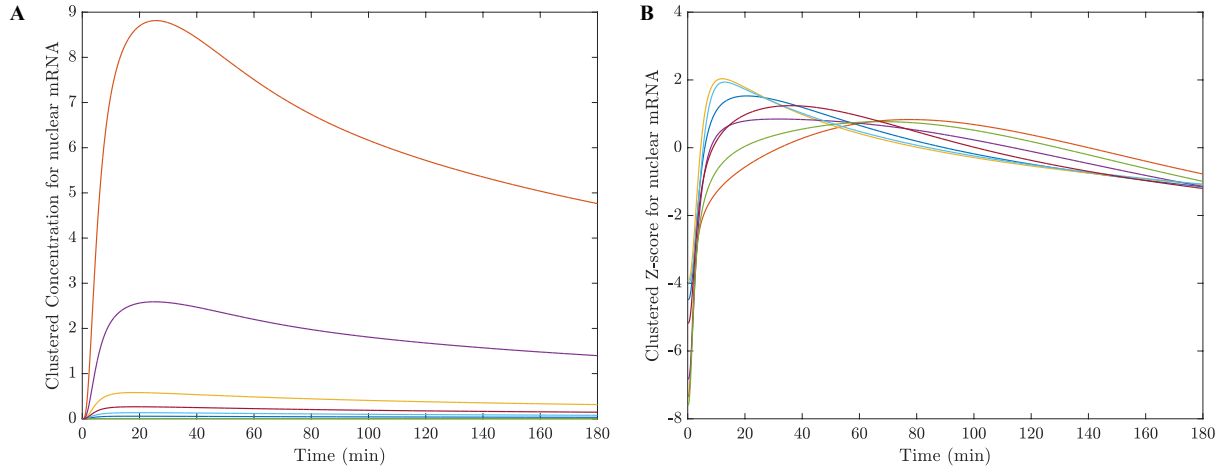 A
Clustered Concentration for nuclear mRNA
9
8
7
6
5
4
3
2
1
0
0 20 40 60 80 100 120 140 160 180
Time (min)
B
Clustered Z-score for nuclear mRNA
4
2
0
-2
-4
-6
-8
0 20 40 60 80 100 120 140 160 180
Time (min)